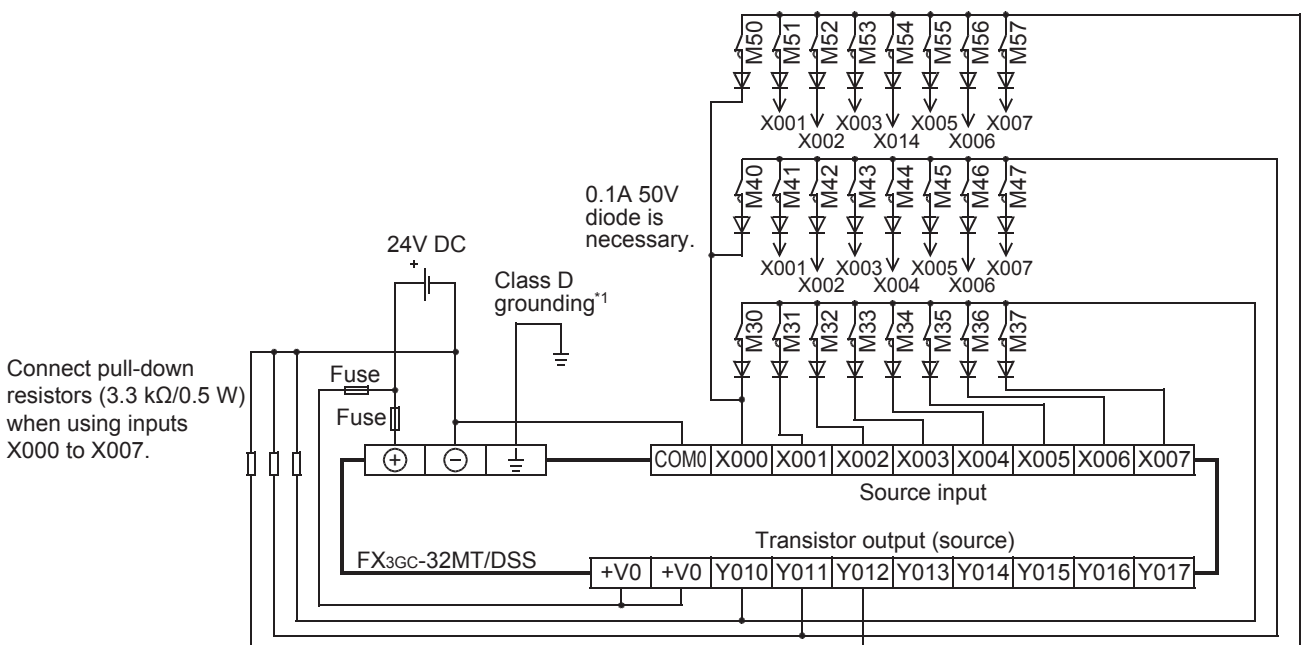 M50 M51 M52 M53 M54 M55 M56 M57
X001 X003 X005 X007
X002 X014 X006
M40 M41 M42 M43 M44 M45 M46 M47
0.1A 50V
diode is
necessary.
X001 X003 X005 X007
X002 X004 X006
24V DC
+
Class D
grounding*1
M30 M31 M32 M33 M34 M35 M36 M37
Connect pull-down
resistors (3.3 kΩ/0.5 W)
when using inputs
X000 to X007.
Fuse
Fuse
COM0 X000 X001 X002 X003 X004 X005 X006 X007
Source input
Transistor output (source)
FX3GC-32MT/DSS
+V0 +V0 Y010 Y011 Y012 Y013 Y014 Y015 Y016 Y017